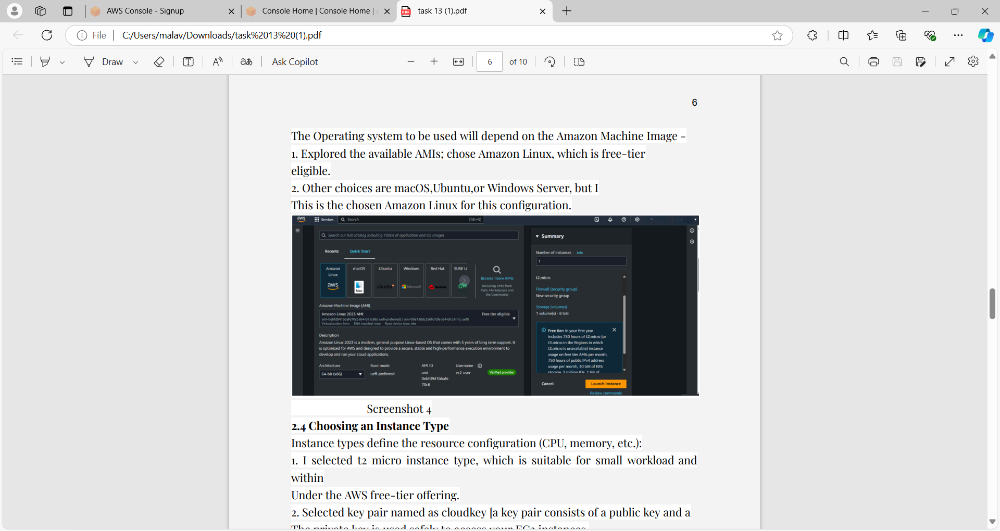 AWS Console - Signup
Console Home | Console Home |
task 13 (1).pdf
File
C:/Users/malav/Downloads/task%2013%20(1).pdf
Draw
Ask Copilot
6
of 10
6
The Operating system to be used will depend on the Amazon Machine Image -
1. Explored the available AMIs; chose Amazon Linux, which is free-tier
eligible.
2. Other choices are macOS,Ubuntu,or Windows Server, but I
This is the chosen Amazon Linux for this configuration.
aws
Services
Search
[Alt+S]
Search our full catalog including 1000s of application and OS images
Recents
Quick Start
Amazon
Linux
aws
macOS
Mac
Ubuntu
ubuntu
Windows
Microsoft
Red Hat
Red Hat
SUSE Li
Browse more AMIs
Including AMIs from
AWS, Marketplace and
the Community
Amazon Machine Image (AMI)
Amazon Linux 2023 AMI
Free tier eligible
ami-0ebfd941bbafe70c6 (64-bit (x86), uefi-preferred) / ami-00e73ddc3a6fc7dfe (64-bit (Arm), uefi)
Virtualization: hvm ENA enabled: true Root device type: ebs
Description
Amazon Linux 2023 is a modern, general purpose Linux-based OS that comes with 5 years of long term support. It
is optimized for AWS and designed to provide a secure, stable and high-performance execution environment to
develop and run your cloud applications.
Architecture
64-bit (x86)
Boot mode
uefi-preferred
AMI ID
ami-
0ebfd941bbafe
70c6
Username
ec2-user
Verified provider
Summary
Number of instances
Info
1
t2.micro
Firewall (security group)
New security group
Storage (volumes)
1 volume(s) - 8 GiB
Free tier: In your first year
includes 750 hours of t2.micro (or
t3.micro in the Regions in which
t2.micro is unavailable) instance
usage on free tier AMIs per month,
750 hours of public IPv4 address
usage per month, 30 GiB of EBS
storage, 2 million IOs, 1 GB of
Cancel
Launch instance
Review commands
Screenshot 4
2.4 Choosing an Instance Type
Instance types define the resource configuration (CPU, memory, etc.):
1. I selected t2 micro instance type, which is suitable for small workload and
within
Under the AWS free-tier offering.
2. Selected key pair named as cloudkey [a key pair consists of a public key and a
The private key is used safely to access your EC2 instances.